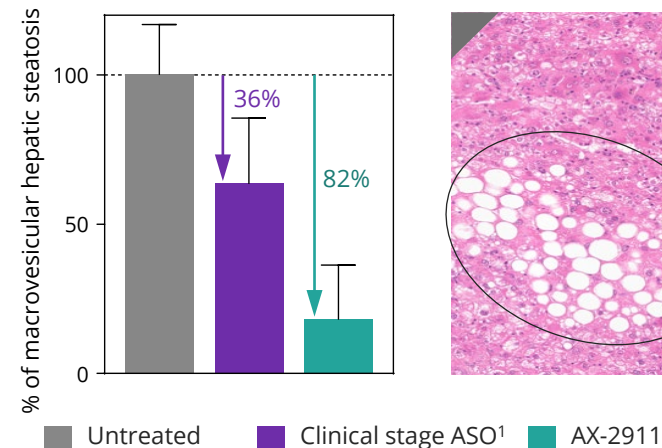 % of macrovesicular hepatic steatosis
100
50
0
36%
82%
Untreated
Clinical stage ASO¹
AX-2911